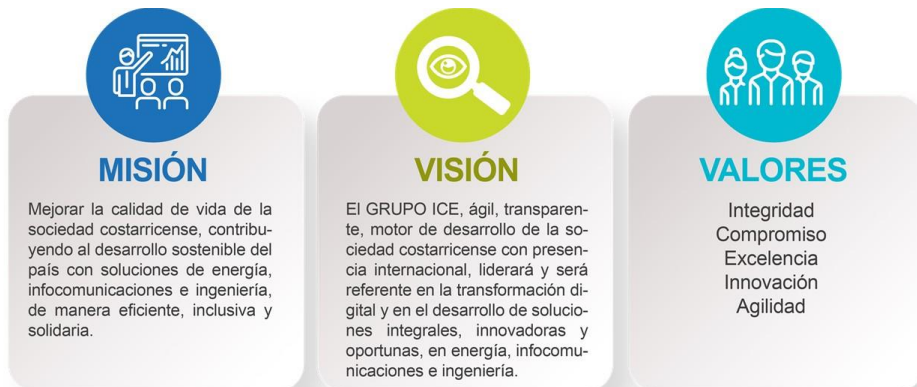 MISIÓN
Mejorar la calidad de vida de la
sociedad costarricense, contribu-
yendo al desarrollo sostenible del
país con soluciones de energía,
infocomunicaciones e ingeniería,
de manera eficiente, inclusiva y
solidaria.
VISIÓN
El GRUPO ICE, ágil, transparen-
te, motor de desarrollo de la so-
ciedad costarricense con presen-
cia internacional, liderará y será
referente en la transformación di-
gital y en el desarrollo de solucio-
nes integrales, innovadoras y
oportunas, en energía, infocomu-
nicaciones e ingeniería.
VALORES
Integridad
Compromiso
Excelencia
Innovación
Agilidad